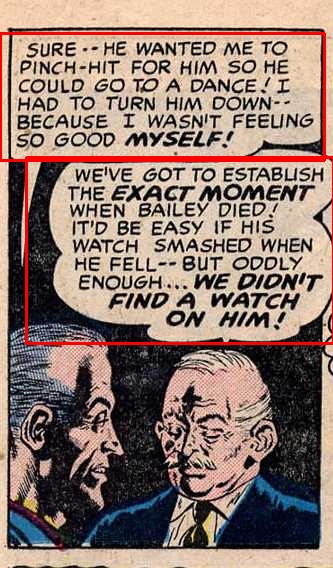 SURE--HE WANTED ME TO
PINCH-HIT FOR HIM SO HE
COULD GO TO A DANCE! I
HAD TO TURN HIM DOWN--
BECAUSE I WASN'T FEELING
SO GOOD MYSELF!
WE'VE GOT TO ESTABLISH
THE EXACT MOMENT
WHEN BAILEY DIED!
IT'D BE EASY IF HIS
WATCH SMASHED WHEN
HE FELL--BUT ODDLY
ENOUGH... WE DIDN'T
FIND A WATCH
ON HIM!